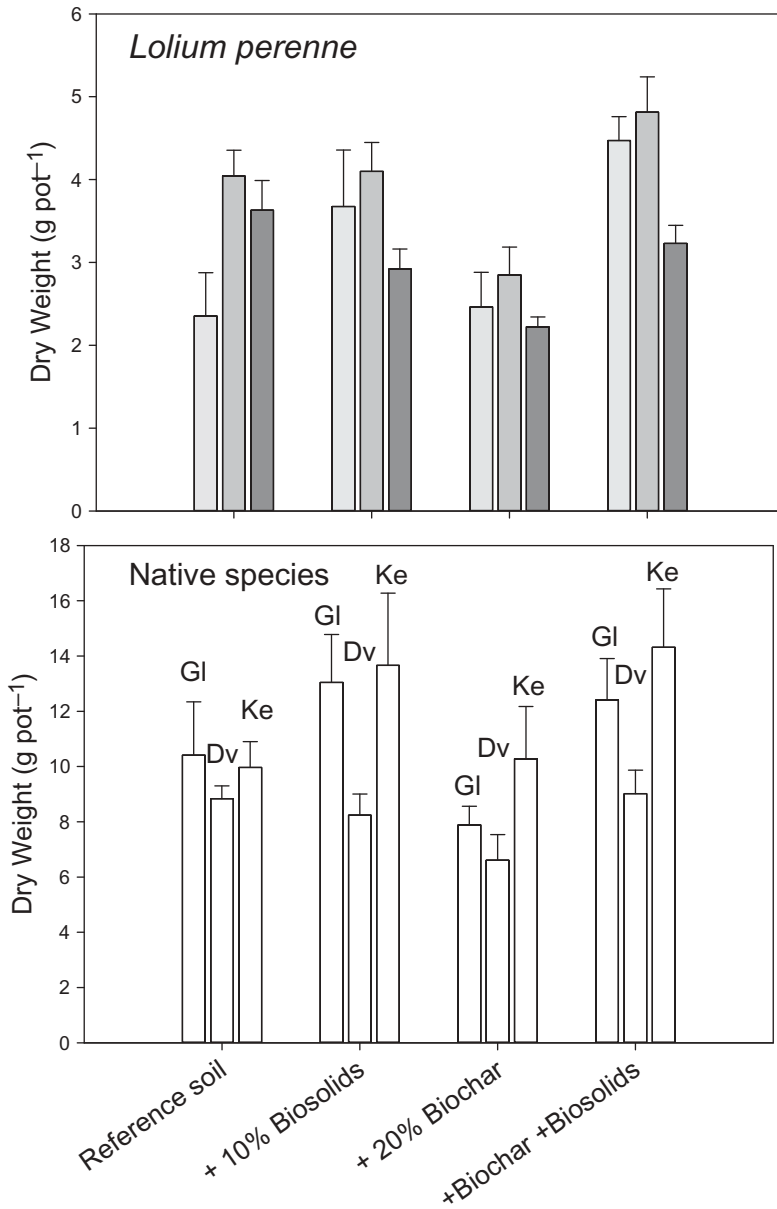 Lolium perenne
Dry Weight (g pot⁻¹)
6
5
4
3
2
1
0
Native species
Dry Weight (g pot⁻¹)
18
16
14
12
10
8
6
4
2
0
Gl
Dv
Ke
Gl
Dv
Ke
Gl
Dv
Ke
Gl
Dv
Ke
Reference soil
+ 10% Biosolids
+ 20% Biochar
+Biochar +Biosolids